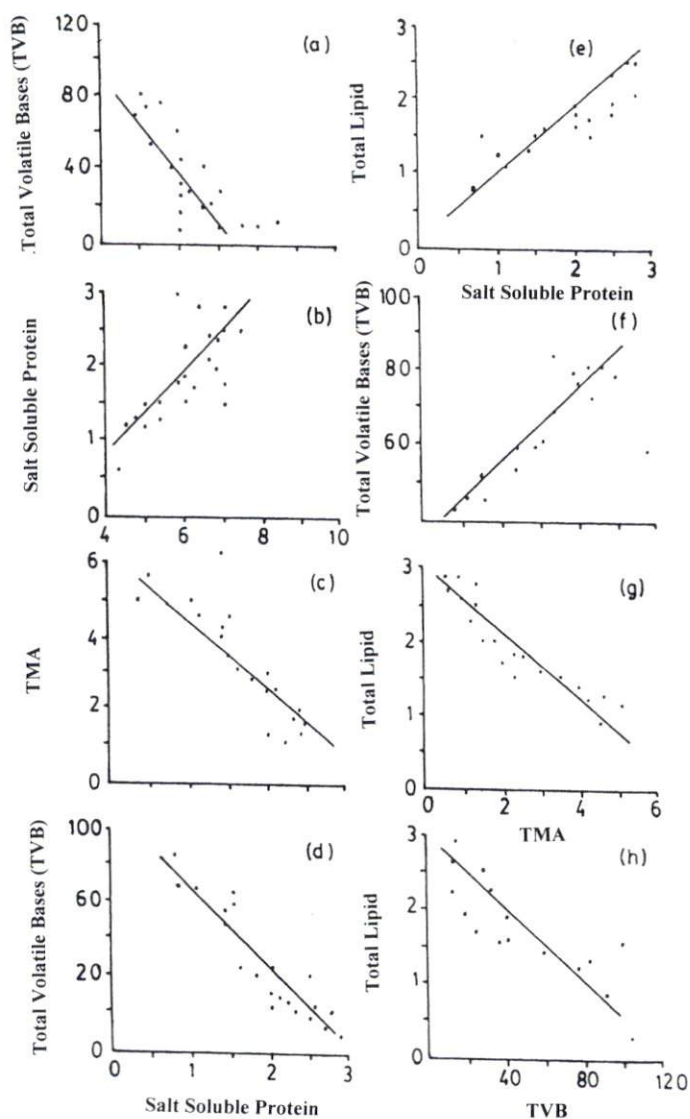 Total Volatile Bases (TVB)
120
80
40
0
(a)
Salt Soluble Protein
3
2
1
0
(b)
4 6 8 10
TMA
6
4
2
0
(c)
Total Volatile Bases (TVB)
100
60
20
0
(d)
0 1 2 3
Salt Soluble Protein
Total Lipid
3
2
1
0
(e)
0 1 2 3
Salt Soluble Protein
Total Volatile Bases (TVB)
100
80
60
(f)
Total Lipid
3
2
1
0
(g)
0 2 4 6
TMA
Total Lipid
3
2
1
0
(h)
40 80 120
TVB